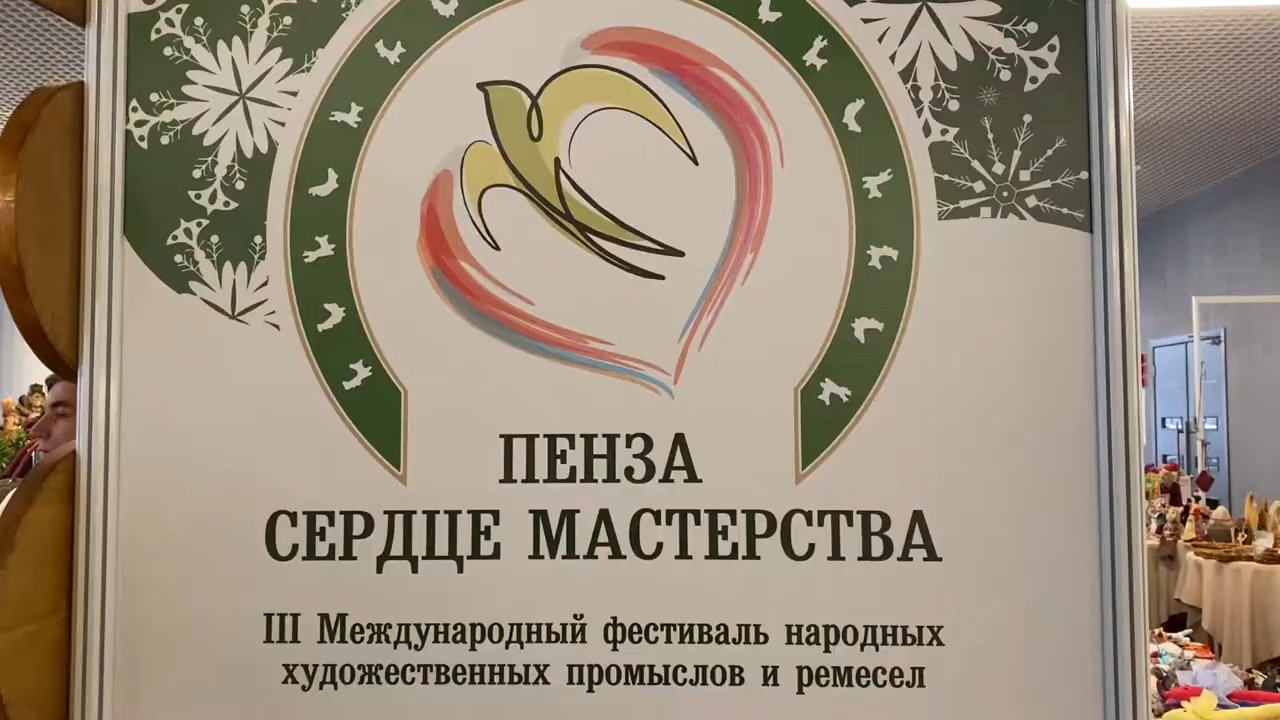 ПЕНЗА
СЕРДЦЕ МАСТЕРСТВА
III Международный фестиваль народных
художественных промыслов и ремесел